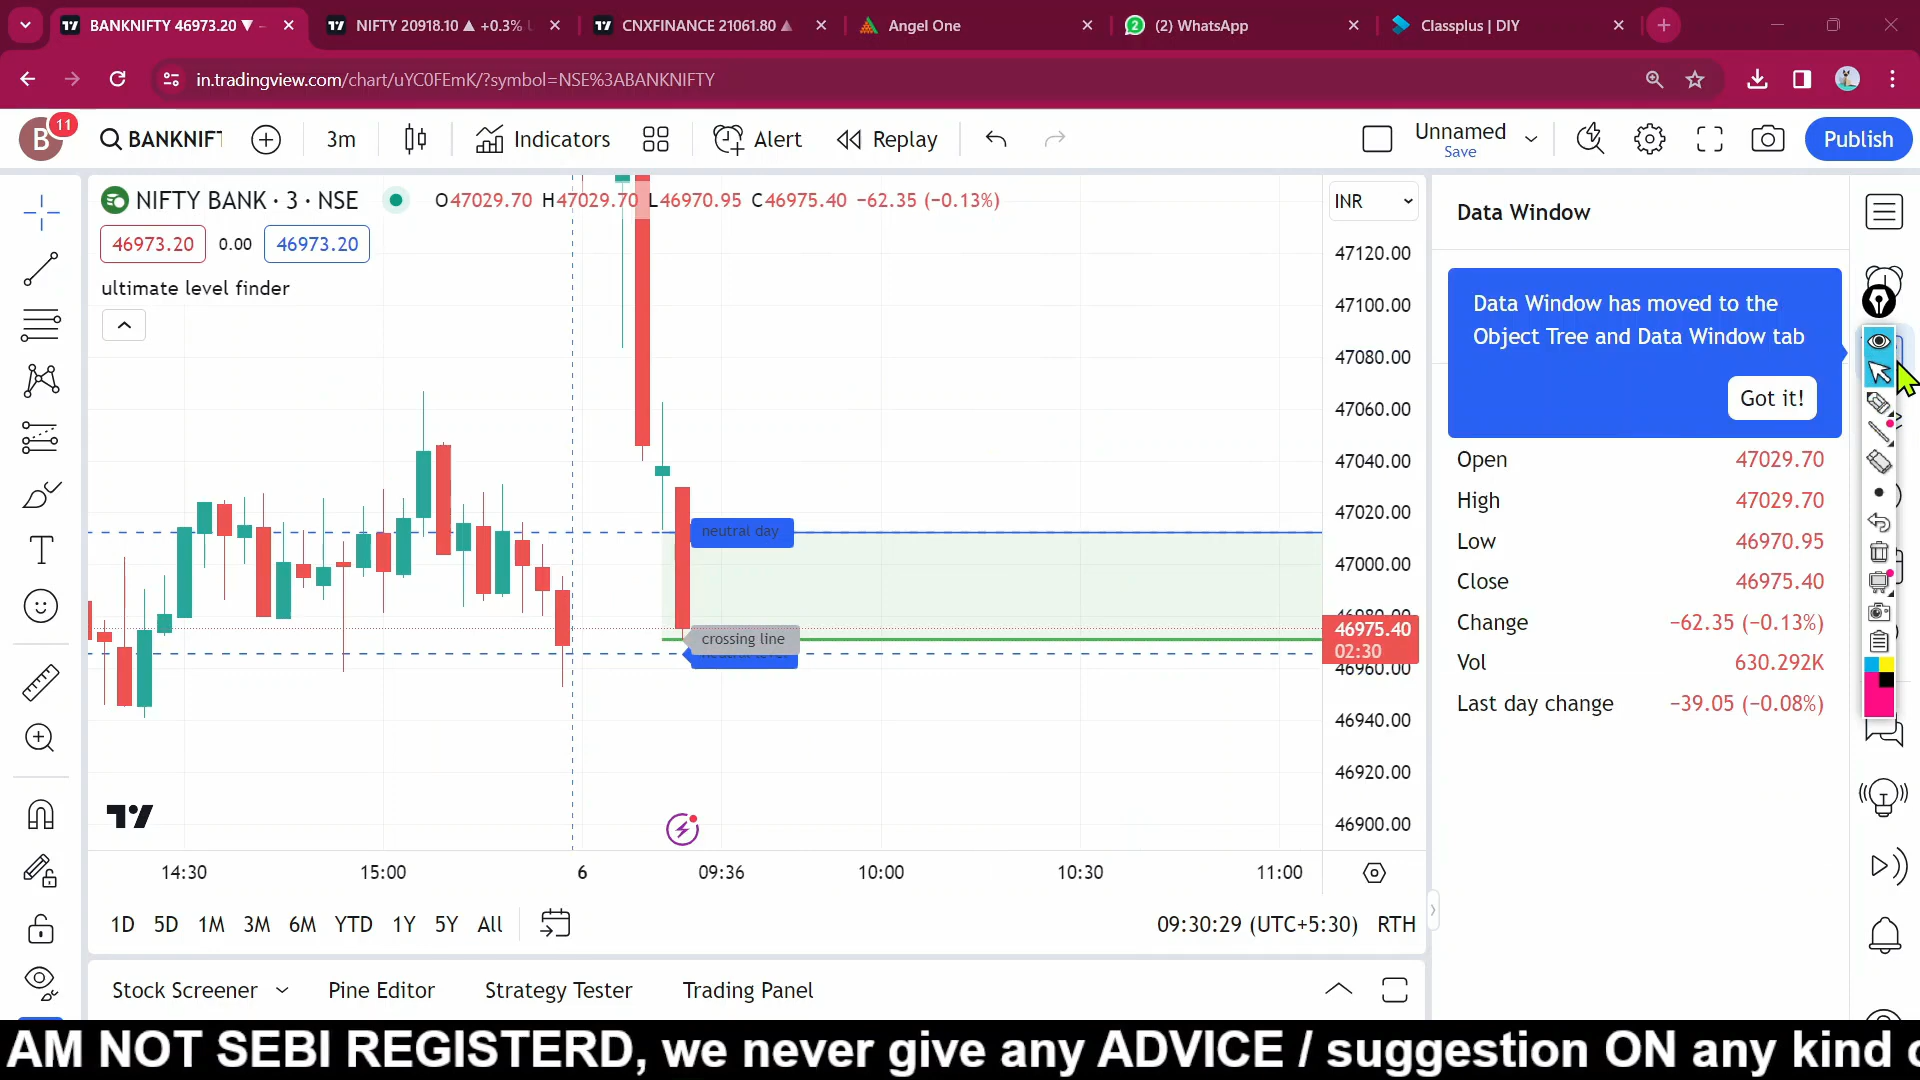 BANKNIFTY 46973.20 ▼ −
NIFTY 20918.10 ▲ +0.3%
CNXFINANCE 21061.80 ▲
Angel One
(2) WhatsApp
Classplus | DIY
in.tradingview.com/chart/uYC0FEmK/?symbol=NSE%3ABANKNIFTY
B
11
BANKNIFT
3m
Indicators
Alert
Replay
Unnamed
Save
Publish
NIFTY BANK · 3 · NSE
O47029.70 H47029.70 L46970.95 C46975.40 −62.35 (−0.13%)
INR
46973.20
0.00
46973.20
ultimate level finder
47120.00
47100.00
47080.00
47060.00
47040.00
47020.00
47000.00
46980.00
46975.40
02:30
46960.00
46940.00
46920.00
46900.00
neutral day
crossing line
14:30
15:00
6
09:36
10:00
10:30
11:00
1D 5D 1M 3M 6M YTD 1Y 5Y All
09:30:29 (UTC+5:30) RTH
Stock Screener
Pine Editor
Strategy Tester
Trading Panel
Data Window
Data Window has moved to the
Object Tree and Data Window tab
Got it!
Open 47029.70
High 47029.70
Low 46970.95
Close 46975.40
Change −62.35 (−0.13%)
Vol 630.292K
Last day change −39.05 (−0.08%)
AM NOT SEBI REGISTERD, we never give any ADVICE / suggestion ON any kind